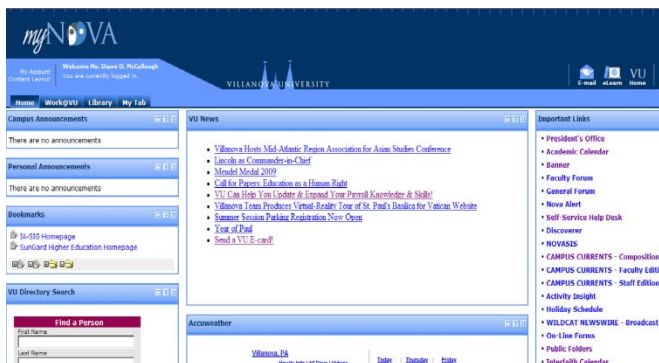 myNOVA
My Account
Content Layout
Welcome Ms. Diane O. McCullough
You are currently logged in.
VILLANOVA UNIVERSITY
E-mail
eLearn
VU
Home
Home
Work@VU
Library
My Tab
Campus Announcements
There are no announcements
Personal Announcements
There are no announcements
Bookmarks
JA-SIG Homepage
SunGard Higher Education Homepage
VU Directory Search
Find a Person
First Name
Last Name
VU News
Villanova Hosts Mid-Atlantic Region Association for Asian Studies Conference
Lincoln as Commander-in-Chief
Mendel Medal 2009
Call for Papers: Education as a Human Right
VU Can Help You Update & Expand Your Payroll Knowledge & Skills!
Villanova Team Produces Virtual-Reality Tour of St. Paul's Basilica for Vatican Website
Summer Session Parking Registration Now Open
Year of Paul
Send a VU E-card!
Accuweather
Villanova, PA
Today
Thursday
Friday
Important Links
President's Office
Academic Calendar
Banner
Faculty Forum
General Forum
Nova Alert
Self-Service Help Desk
Discoverer
NOVASIS
CAMPUS CURRENTS - Composition
CAMPUS CURRENTS - Faculty Editi
CAMPUS CURRENTS - Staff Edition
Activity Insight
Holiday Schedule
WILDCAT NEWSWIRE - Broadcast
On-Line Forms
Public Folders
Interfaith Calendar